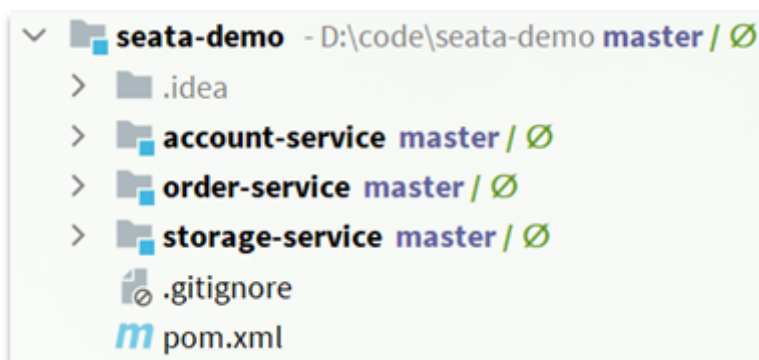 seata-demo - D:\code\seata-demo master / Ø
.idea
account-service master / Ø
order-service master / Ø
storage-service master / Ø
.gitignore
m pom.xml